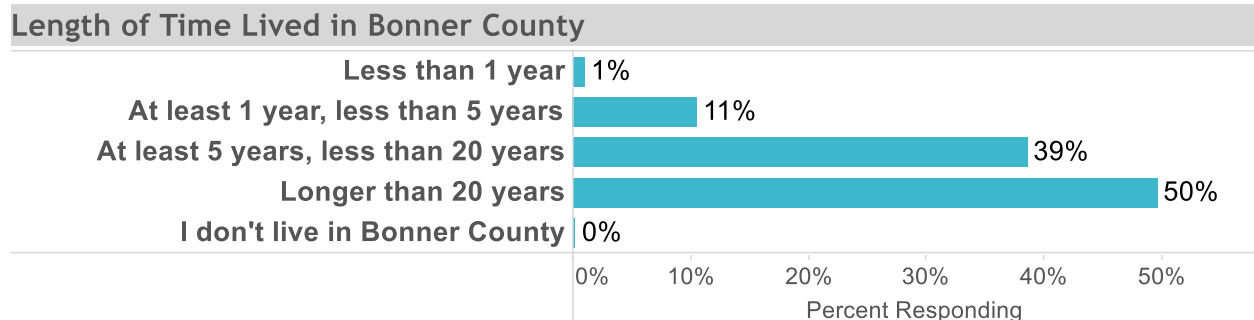 Length of Time Lived in Bonner County
Less than 1 year 1%
At least 1 year, less than 5 years 11%
At least 5 years, less than 20 years 39%
Longer than 20 years 50%
I don't live in Bonner County 0%
0% 10% 20% 30% 40% 50%
Percent Responding